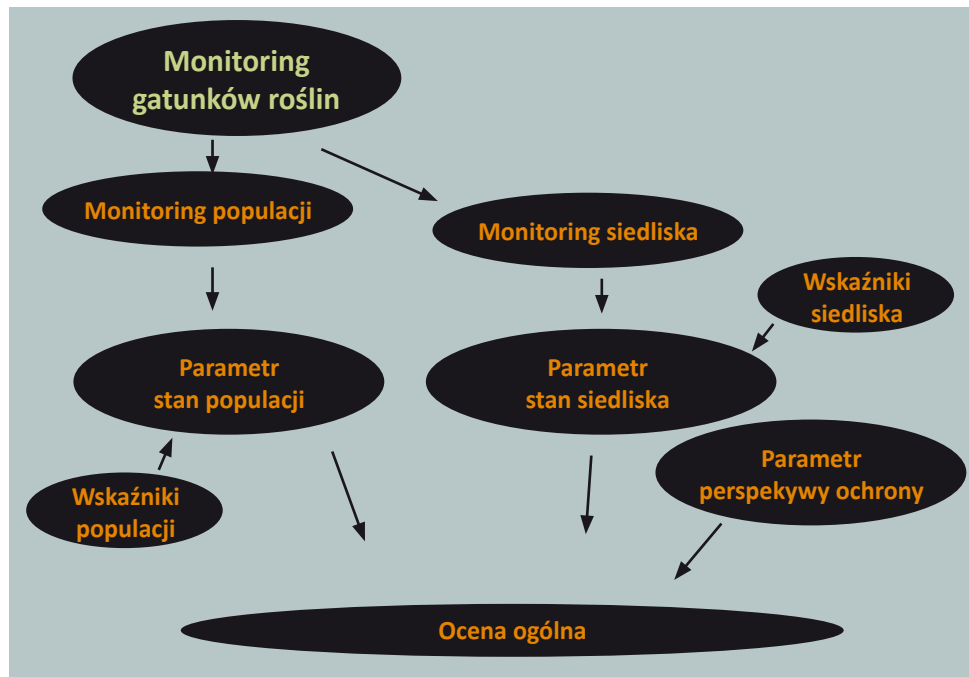 Monitoring
gatunków roślin
Monitoring populacji
Monitoring siedliska
Wskaźniki
siedliska
Parametr
stan populacji
Parametr
stan siedliska
Parametr
perspekywy ochrony
Wskaźniki
populacji
Ocena ogólna